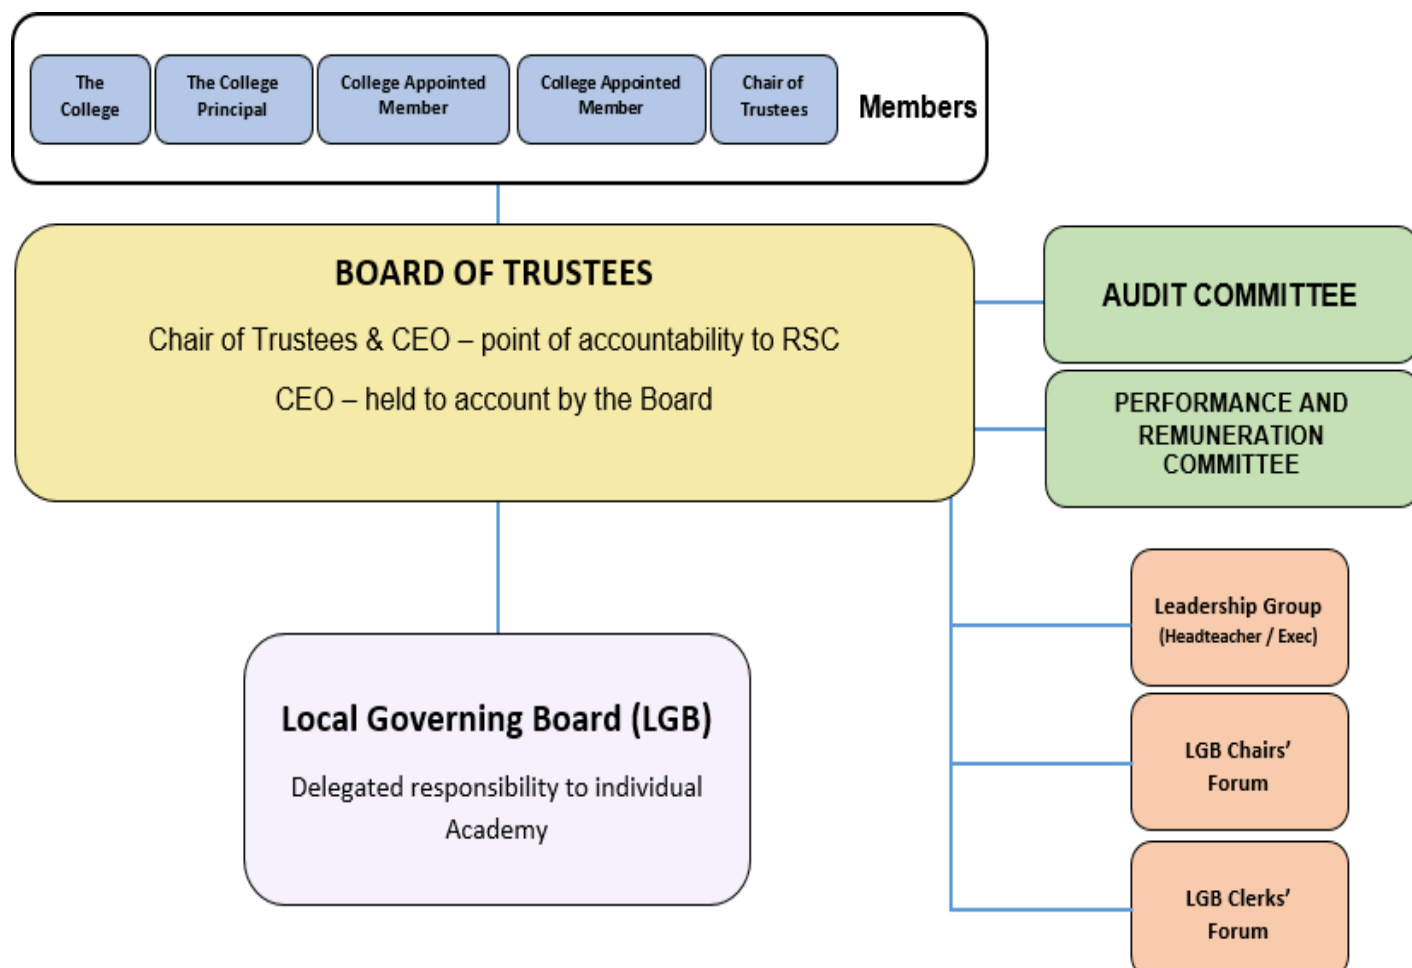 The
College
The College
Principal
College Appointed
Member
College Appointed
Member
Chair of
Trustees
Members
BOARD OF TRUSTEES
Chair of Trustees & CEO – point of accountability to RSC
CEO – held to account by the Board
AUDIT COMMITTEE
PERFORMANCE AND
REMUNERATION
COMMITTEE
Leadership Group
(Headteacher / Exec)
Local Governing Board (LGB)
Delegated responsibility to individual
Academy
LGB Chairs’
Forum
LGB Clerks’
Forum